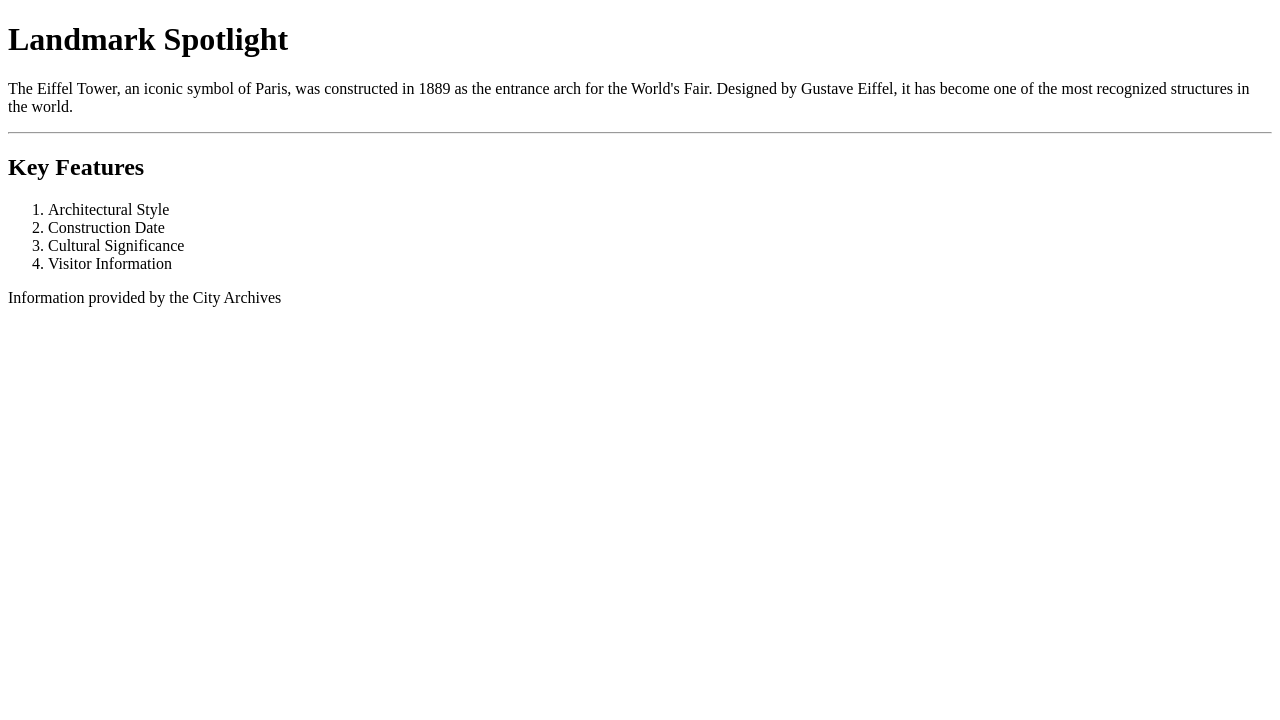 Landmark Spotlight
The Eiffel Tower, an iconic symbol of Paris, was constructed in 1889 as the entrance arch for the World's Fair. Designed by Gustave Eiffel, it has become one of the most recognized structures in
the world.
Key Features
1. Architectural Style
2. Construction Date
3. Cultural Significance
4. Visitor Information
Information provided by the City Archives